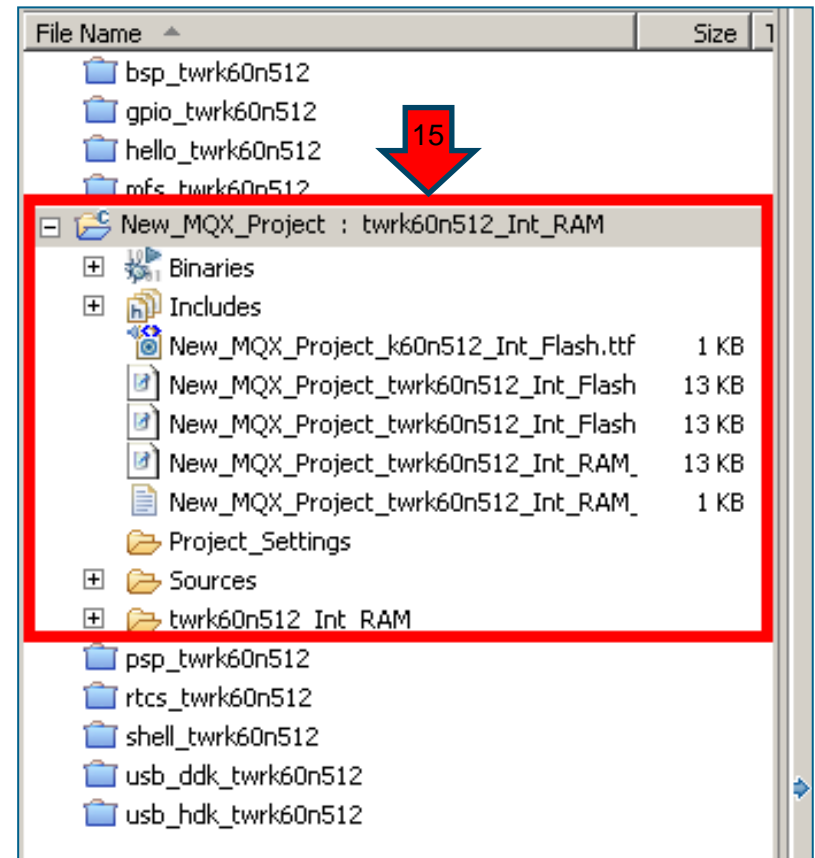 File Name Size
bsp_twrk60n512
gpio_twrk60n512
15
hello_twrk60n512
mfs_twrk60n512
New_MQX_Project : twrk60n512_Int_RAM
Binaries
Includes
New_MQX_Project_k60n512_Int_Flash.ttf 1 KB
New_MQX_Project_twrk60n512_Int_Flash 13 KB
New_MQX_Project_twrk60n512_Int_Flash 13 KB
New_MQX_Project_twrk60n512_Int_RAM_ 13 KB
New_MQX_Project_twrk60n512_Int_RAM_ 1 KB
Project_Settings
Sources
twrk60n512_Int_RAM
psp_twrk60n512
rtcs_twrk60n512
shell_twrk60n512
usb_ddk_twrk60n512
usb_hdk_twrk60n512